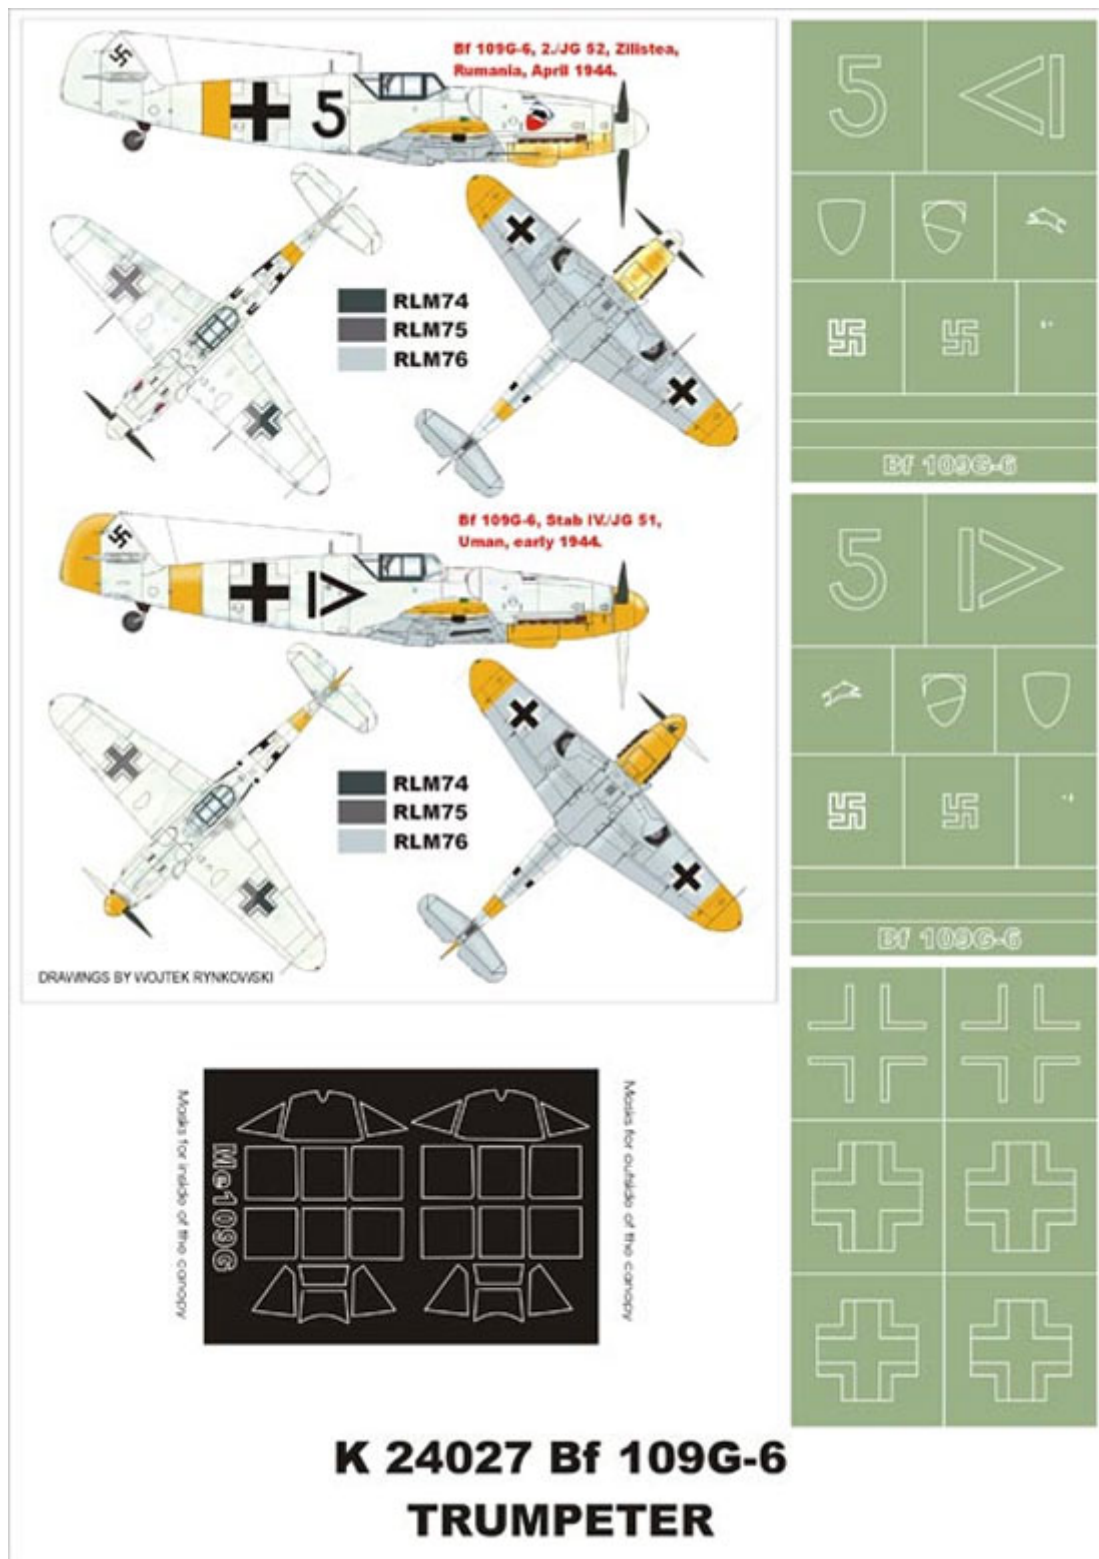 Bf 109G-6, 2./JG 52, Zilistea,
Rumania, April 1944.
5
RLM74
RLM75
RLM76
Bf 109G-6, Stab IV./JG 51,
Uman, early 1944.
RLM74
RLM75
RLM76
DRAWINGS BY WOJTEK RYNKOWSKI
5
Bf 109G-6
5
Bf 109G-6
Masks for inside of the canopy
Me109G
Masks for outside of the canopy
K 24027 Bf 109G-6
TRUMPETER